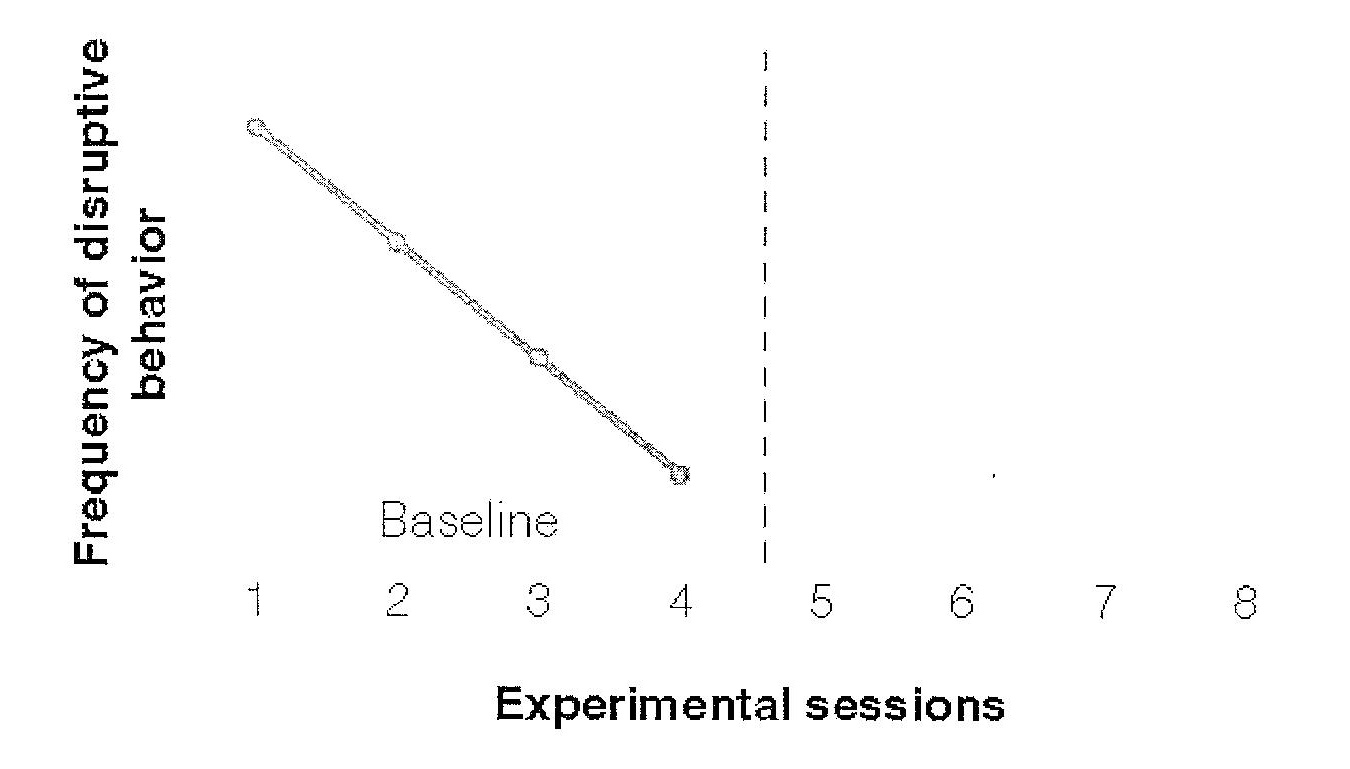 Frequency of disruptive
behavior
Baseline
1 2 3 4 5 6 7 8
Experimental sessions